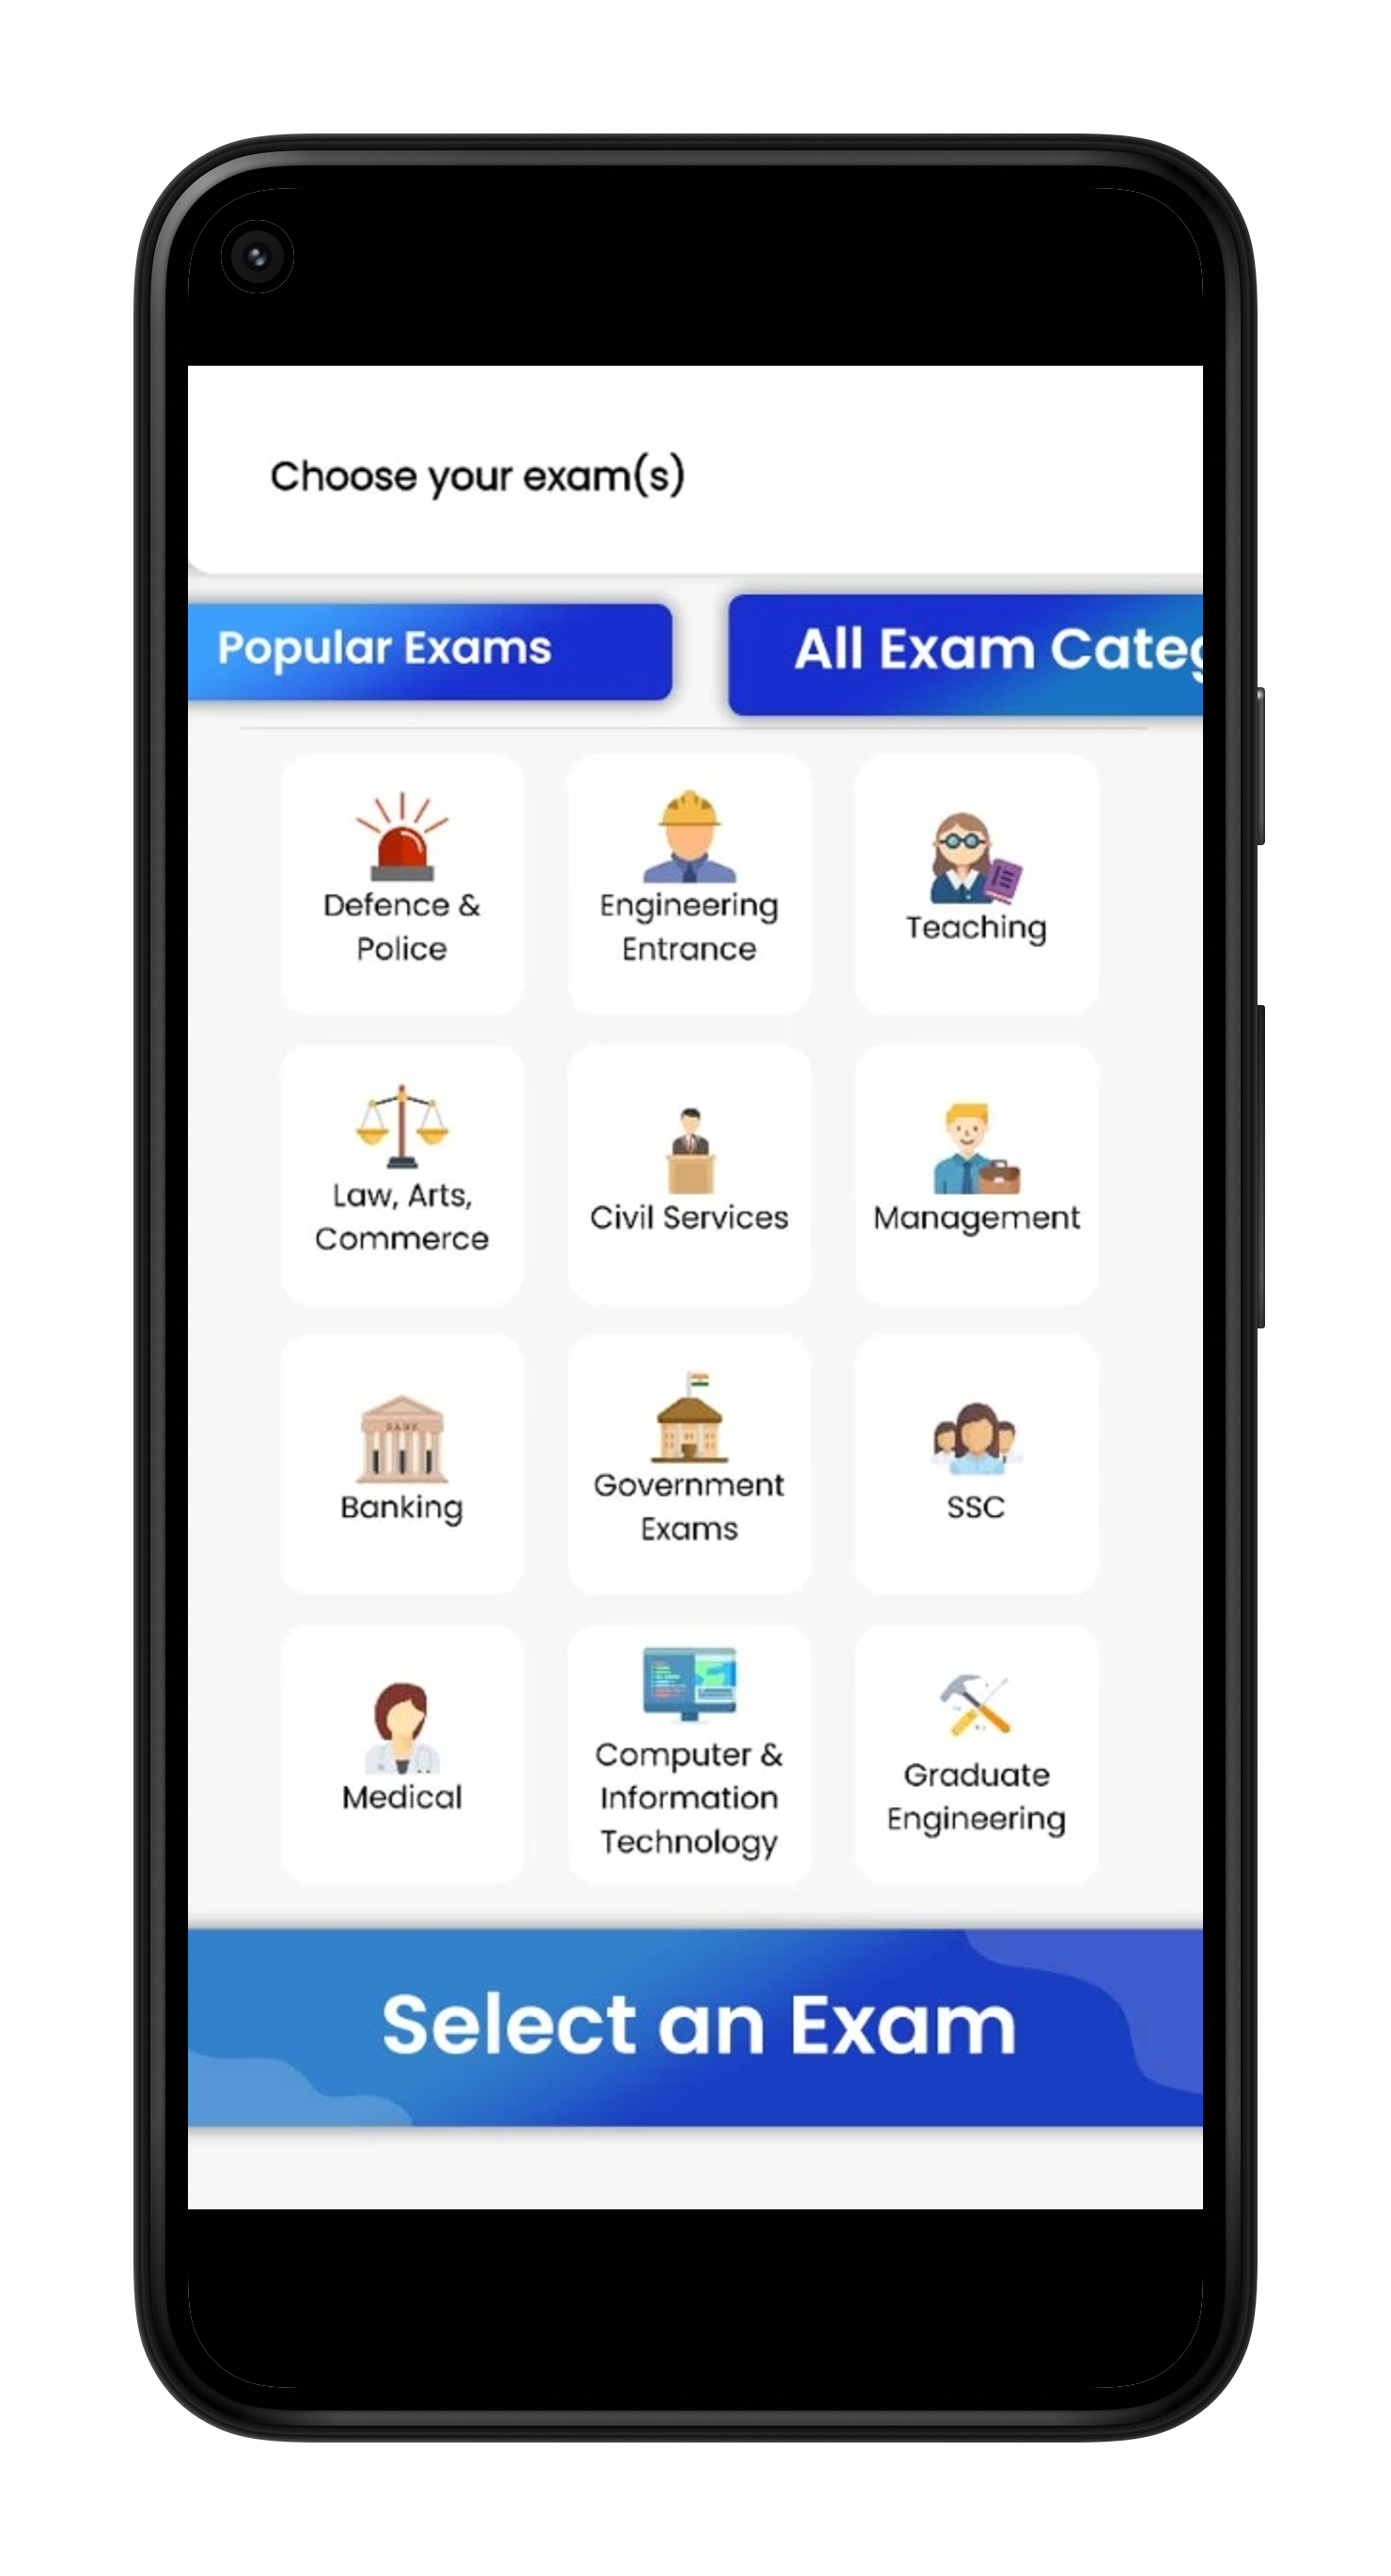 Choose your exam(s)
Popular Exams
All Exam Categ
Defence &
Police
Engineering
Entrance
Teaching
Law, Arts,
Commerce
Civil Services
Management
BANK
Banking
Government
Exams
SSC
Medical
Computer &
Information
Technology
Graduate
Engineering
Select an Exam